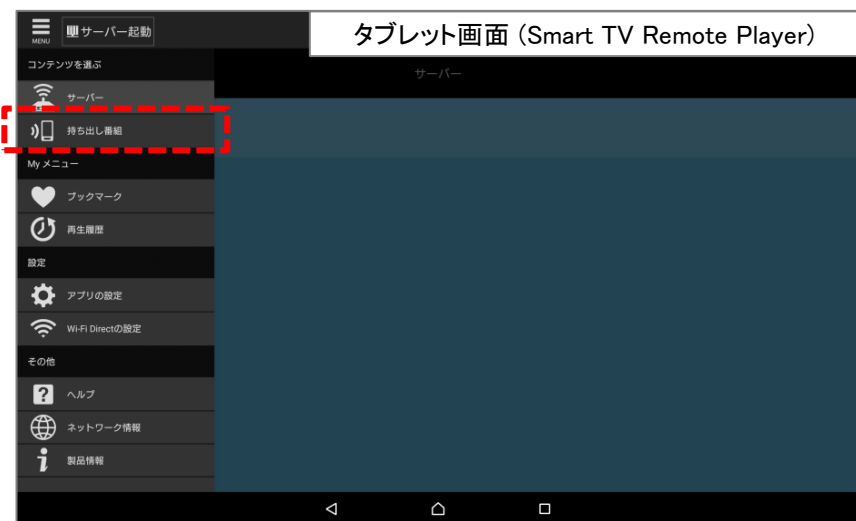 MENU
サーバー起動
タブレット画面 (Smart TV Remote Player)
コンテンツを選ぶ
サーバー
サーバー
持ち出し番組
My メニュー
ブックマーク
再生履歴
設定
アプリの設定
Wi-Fi Directの設定
その他
ヘルプ
ネットワーク情報
製品情報